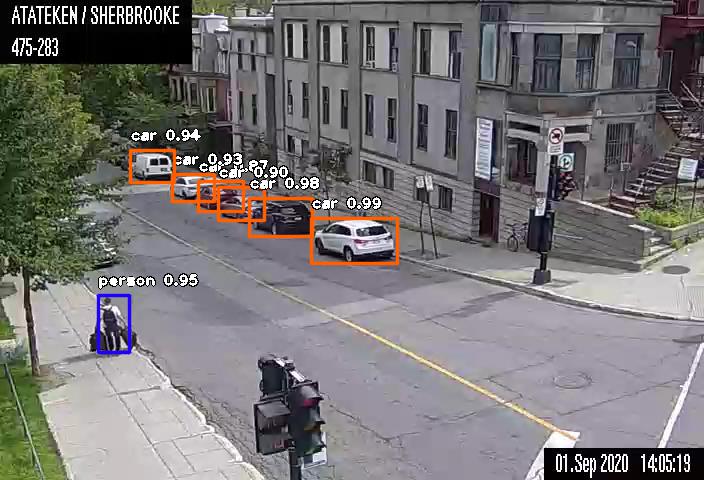 ATATEKEN / SHERBROOKE
475-283
car 0.94
car 0.93
car 0.90
car 0.98
car 0.99
person 0.95
01.Sep 2020 14:05:19